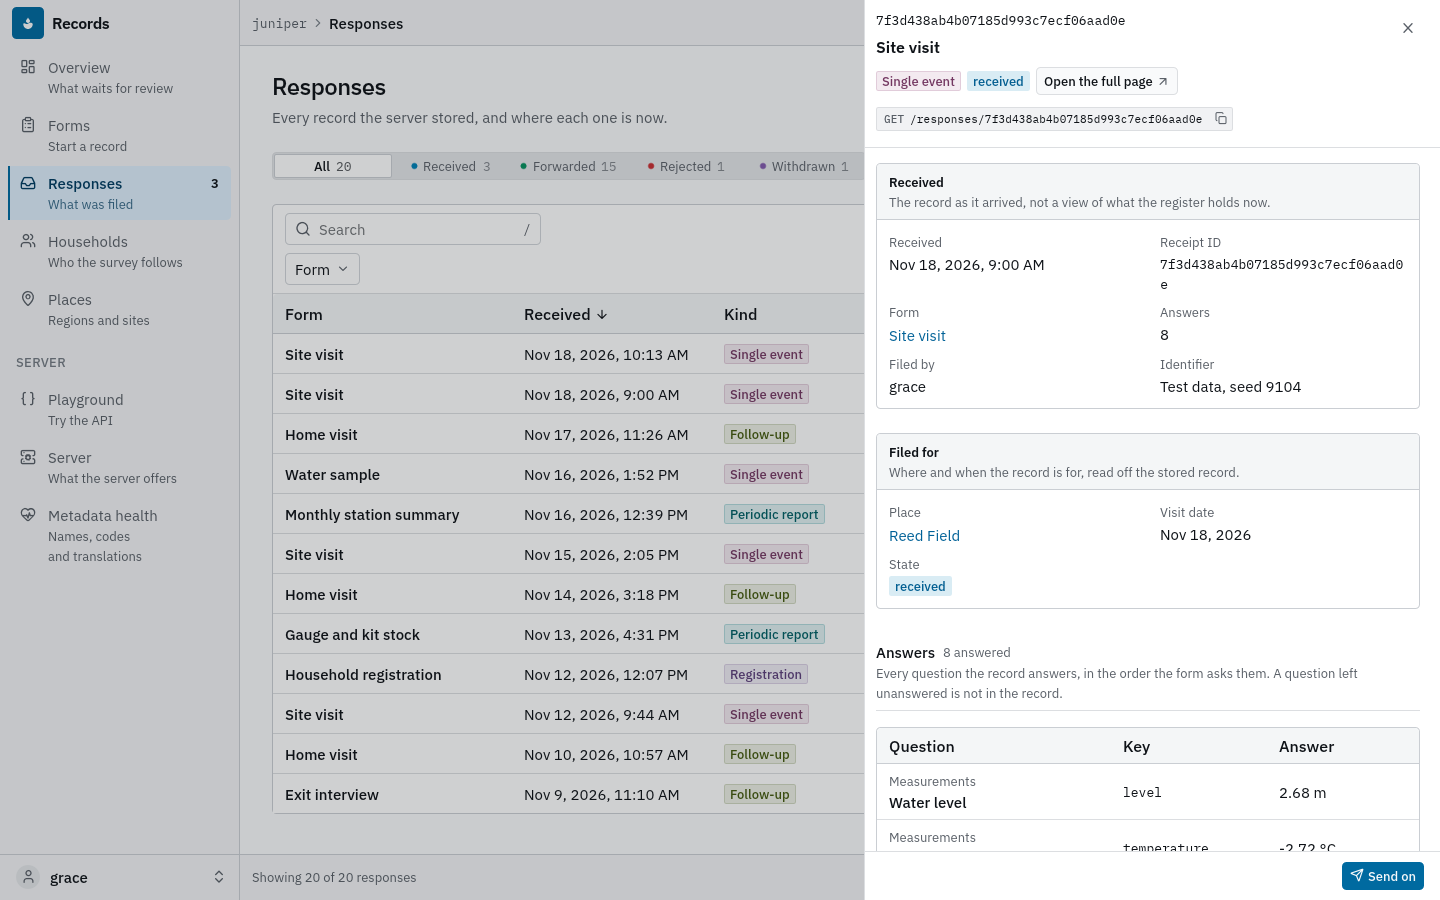 Records
Overview
What waits for review
Forms
Start a record
Responses 3
What was filed
Households
Who the survey follows
Places
Regions and sites
SERVER
Playground
Try the API
Server
What the server offers
Metadata health
Names, codes
and translations
grace
juniper > Responses
Responses
Every record the server stored, and where each one is now.
All 20 Received 3 Forwarded 15 Rejected 1 Withdrawn 1
Search /
Form
Form Received Kind
Site visit Nov 18, 2026, 10:13 AM Single event
Site visit Nov 18, 2026, 9:00 AM Single event
Home visit Nov 17, 2026, 11:26 AM Follow-up
Water sample Nov 16, 2026, 1:52 PM Single event
Monthly station summary Nov 16, 2026, 12:39 PM Periodic report
Site visit Nov 15, 2026, 2:05 PM Single event
Home visit Nov 14, 2026, 3:18 PM Follow-up
Gauge and kit stock Nov 13, 2026, 4:31 PM Periodic report
Household registration Nov 12, 2026, 12:07 PM Registration
Site visit Nov 12, 2026, 9:44 AM Single event
Home visit Nov 10, 2026, 10:57 AM Follow-up
Exit interview Nov 9, 2026, 11:10 AM Follow-up
Showing 20 of 20 responses
7f3d438ab4b07185d993c7ecf06aad0e
Site visit
Single event received Open the full page
GET /responses/7f3d438ab4b07185d993c7ecf06aad0e
Received
The record as it arrived, not a view of what the register holds now.
Received Receipt ID
Nov 18, 2026, 9:00 AM 7f3d438ab4b07185d993c7ecf06aad0
e
Form Answers
Site visit 8
Filed by Identifier
grace Test data, seed 9104
Filed for
Where and when the record is for, read off the stored record.
Place Visit date
Reed Field Nov 18, 2026
State
received
Answers 8 answered
Every question the record answers, in the order the form asks them. A question left
unanswered is not in the record.
Question Key Answer
Measurements
Water level level 2.68 m
Measurements
temperature -2.72 °C
Send on